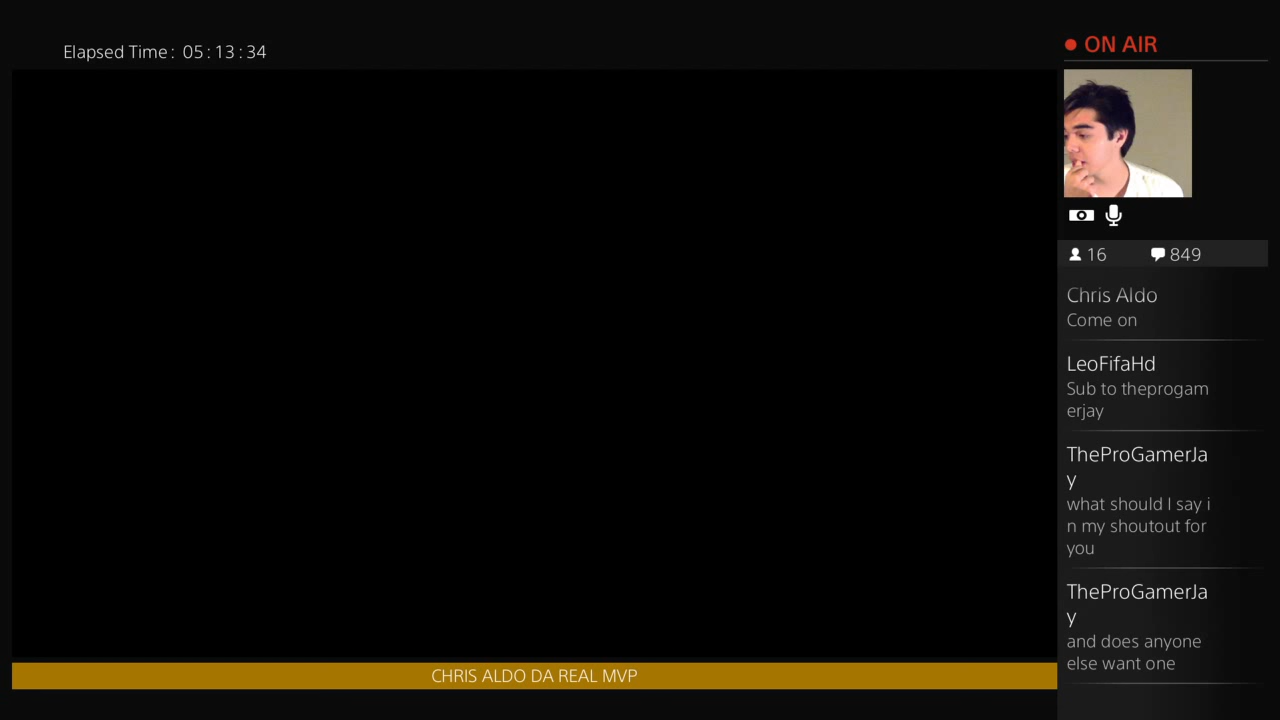 Elapsed Time: 05:13:34
ON AIR
16 849
Chris Aldo
Come on
LeoFifaHd
Sub to theprogam
erjay
TheProGamerJa
y
what should I say i
n my shoutout for
you
TheProGamerJa
y
and does anyone
else want one
CHRIS ALDO DA REAL MVP